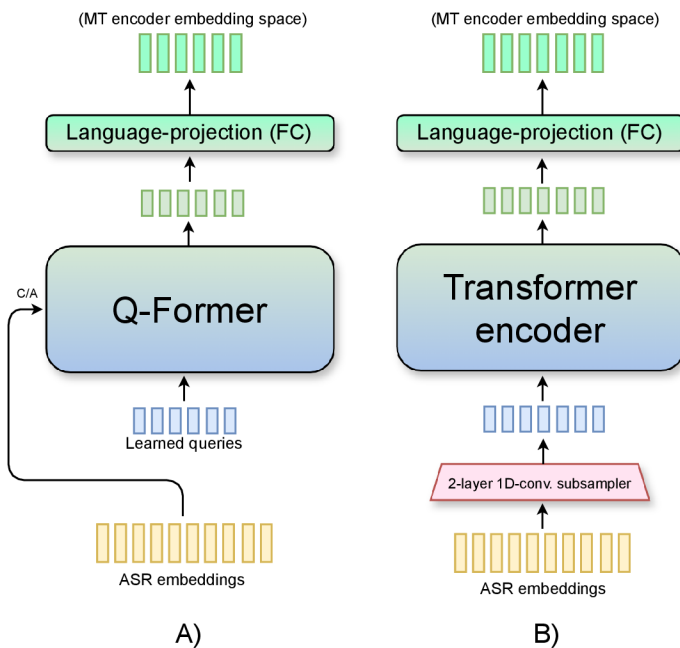 (MT encoder embedding space)
Language-projection (FC)
C/A
Q-Former
Learned queries
ASR embeddings
A)
(MT encoder embedding space)
Language-projection (FC)
Transformer
encoder
2-layer 1D-conv. subsampler
ASR embeddings
B)